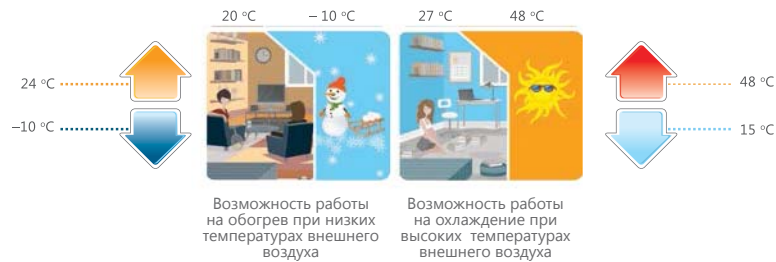 20 °C
– 10 °C
27 °C
48 °C
24 °C
–10 °C
48 °C
15 °C
Возможность работы
на обогрев при низких
температурах внешнего
воздуха
Возможность работы
на охлаждение при
высоких температурах
внешнего воздуха